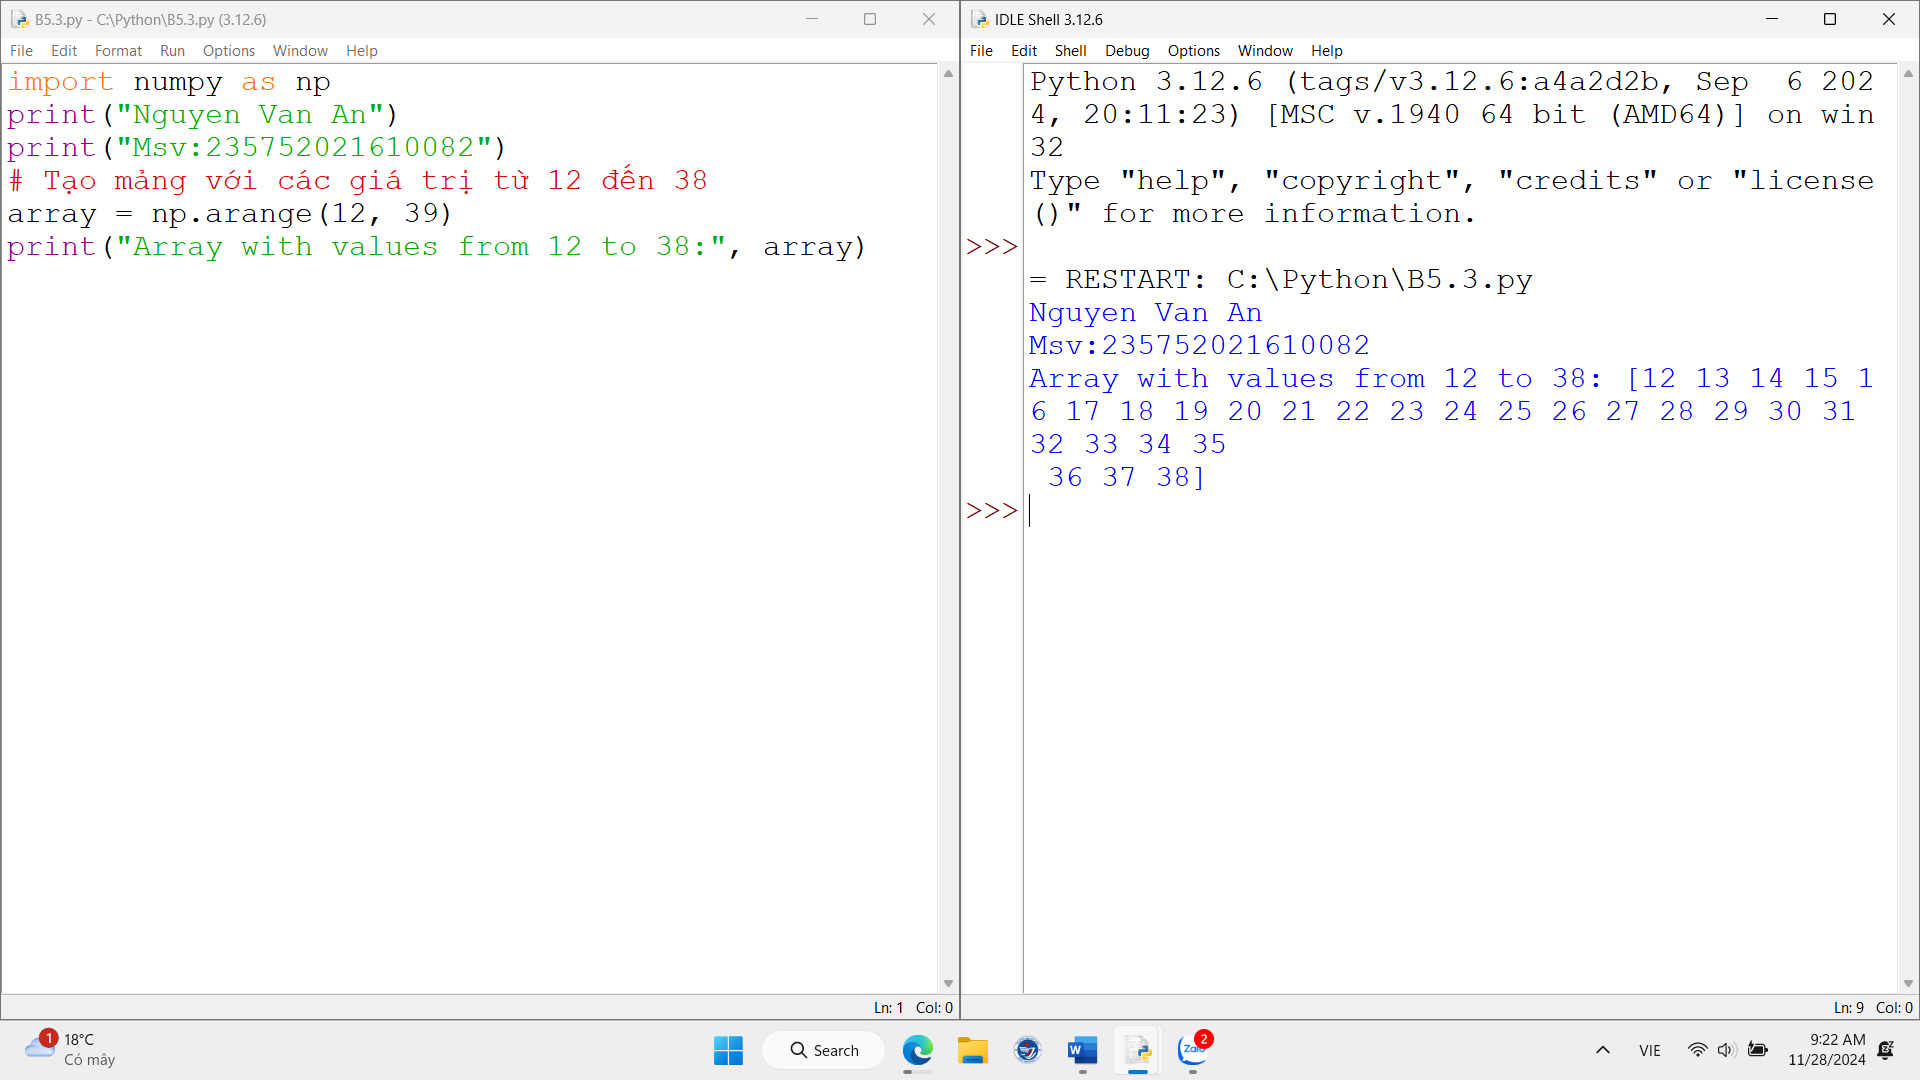 B5.3.py - C:\Python\B5.3.py (3.12.6)
File Edit Format Run Options Window Help
import numpy as np
print("Nguyen Van An")
print("Msv:235752021610082")
# Tạo mảng với các giá trị từ 12 đến 38
array = np.arange(12, 39)
print("Array with values from 12 to 38:", array)
Ln: 1 Col: 0
IDLE Shell 3.12.6
File Edit Shell Debug Options Window Help
Python 3.12.6 (tags/v3.12.6:a4a2d2b, Sep  6 202
4, 20:11:23) [MSC v.1940 64 bit (AMD64)] on win
32
Type "help", "copyright", "credits" or "license
()" for more information.
>>>
= RESTART: C:\Python\B5.3.py
Nguyen Van An
Msv:235752021610082
Array with values from 12 to 38: [12 13 14 15 1
6 17 18 19 20 21 22 23 24 25 26 27 28 29 30 31
32 33 34 35
 36 37 38]
>>>
Ln: 9 Col: 0
1
18°C
Có mây
Search
W
Zalo
2
VIE
9:22 AM
11/28/2024